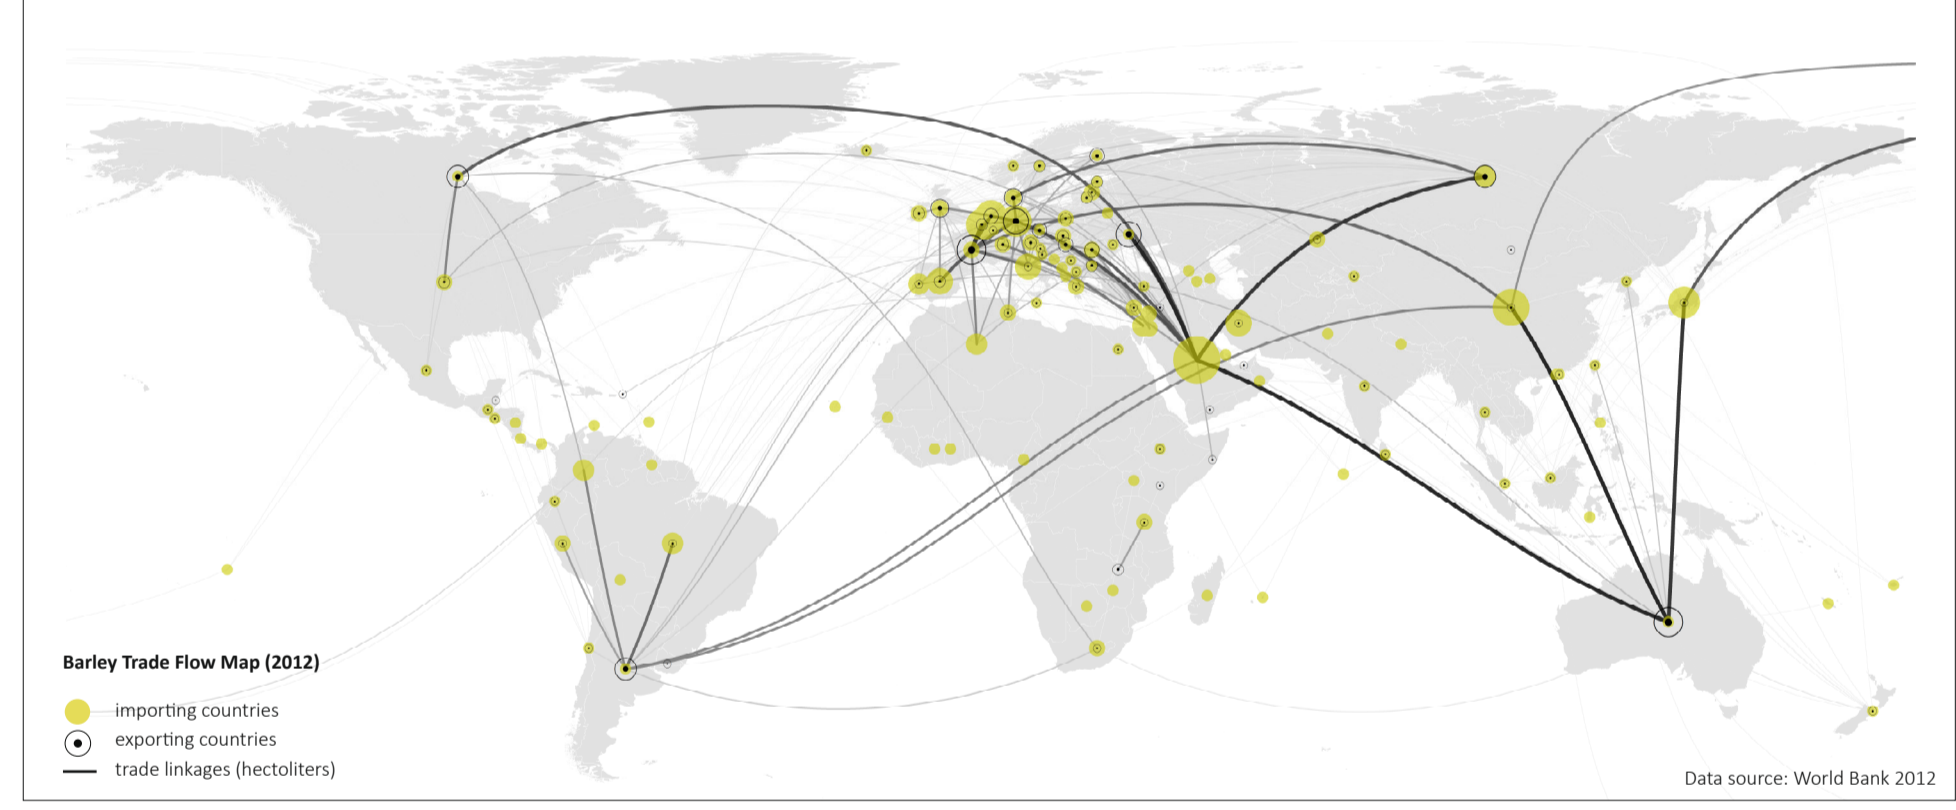 Barley Trade Flow Map (2012)
importing countries
exporting countries
trade linkages (hectoliters)
Data source: World Bank 2012